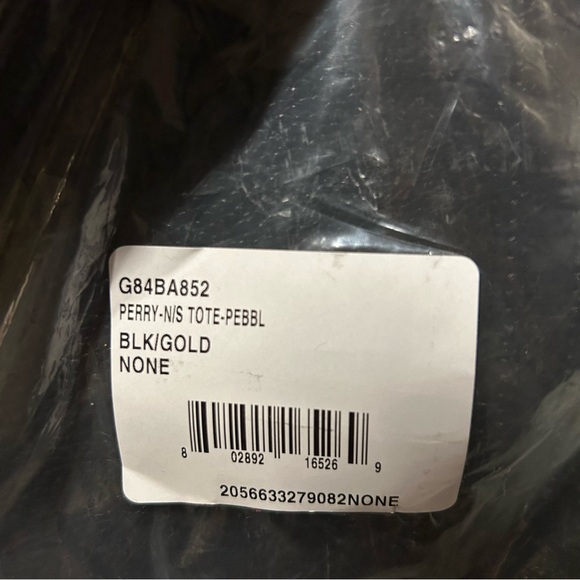 G84BA852
PERRY-N/S TOTE-PEBBL
BLK/GOLD
NONE
8 02892 16526 9
2056633279082NONE